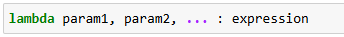 lambda param1, param2, ... : expression